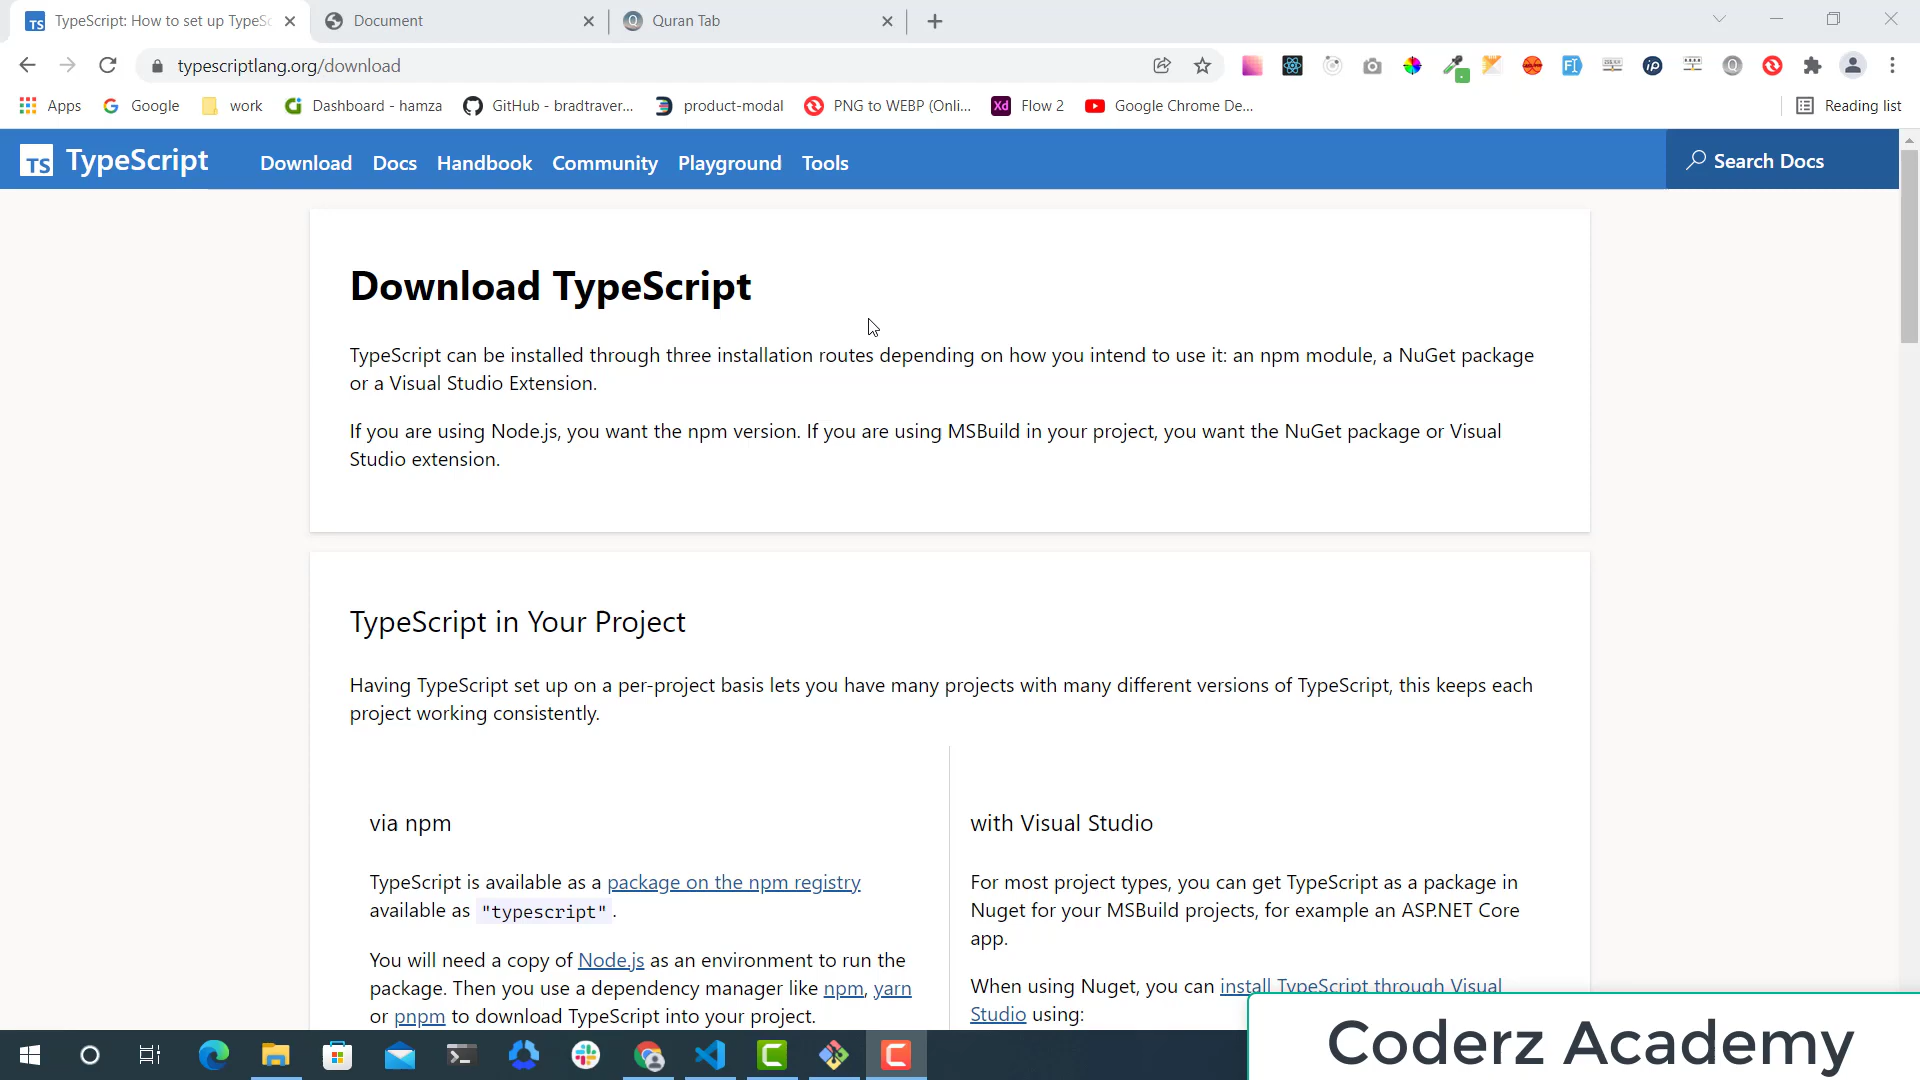 TypeScript: How to set up TypeSc
Document
Quran Tab
typescriptlang.org/download
Apps
Google
work
Dashboard - hamza
GitHub - bradtraver...
product-modal
PNG to WEBP (Onli...
Flow 2
Google Chrome De...
Reading list
TS TypeScript
Download
Docs
Handbook
Community
Playground
Tools
Search Docs
Download TypeScript
TypeScript can be installed through three installation routes depending on how you intend to use it: an npm module, a NuGet package
or a Visual Studio Extension.
If you are using Node.js, you want the npm version. If you are using MSBuild in your project, you want the NuGet package or Visual
Studio extension.
TypeScript in Your Project
Having TypeScript set up on a per-project basis lets you have many projects with many different versions of TypeScript, this keeps each
project working consistently.
via npm
TypeScript is available as a package on the npm registry
available as "typescript".
You will need a copy of Node.js as an environment to run the
package. Then you use a dependency manager like npm, yarn
or pnpm to download TypeScript into your project.
with Visual Studio
For most project types, you can get TypeScript as a package in
Nuget for your MSBuild projects, for example an ASP.NET Core
app.
When using Nuget, you can install TypeScript through Visual
Studio using:
Coderz Academy